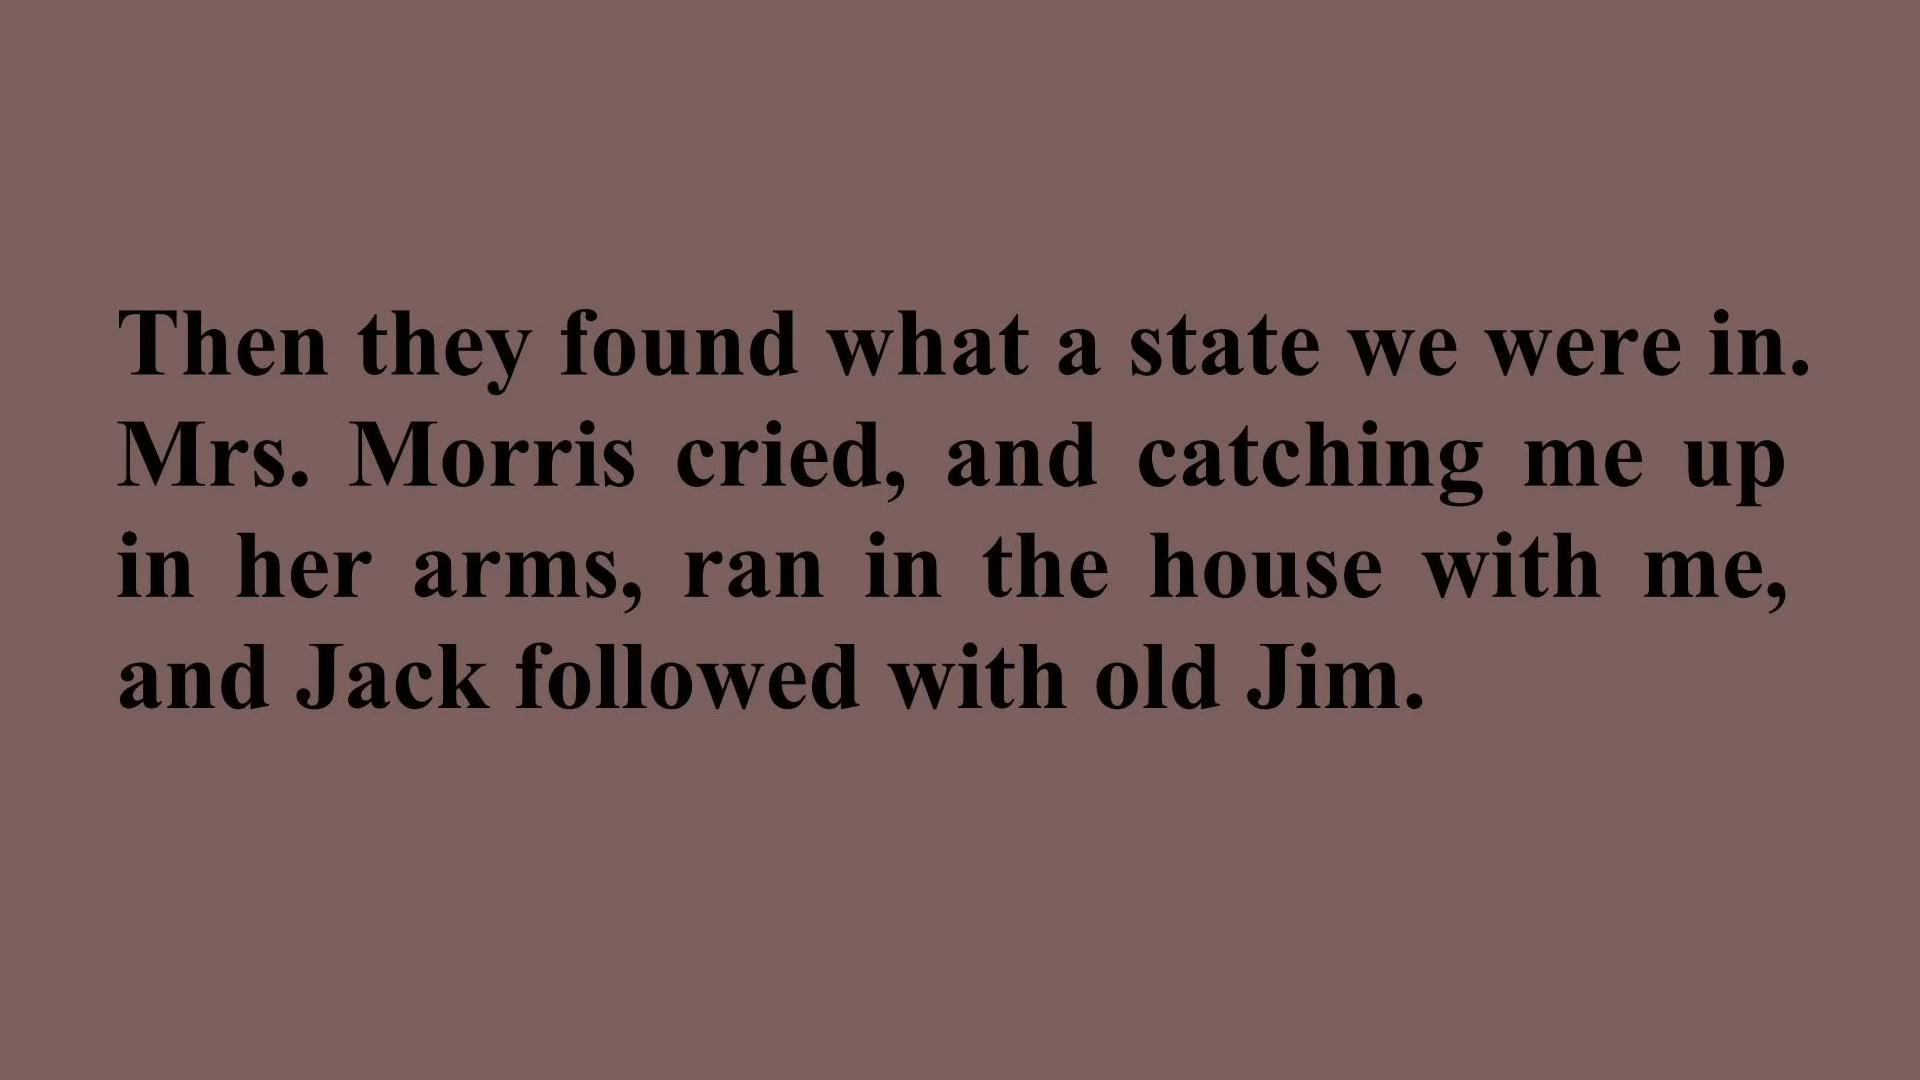 Then they found what a state we were in.
Mrs. Morris cried, and catching me up
in her arms, ran in the house with me,
and Jack followed with old Jim.